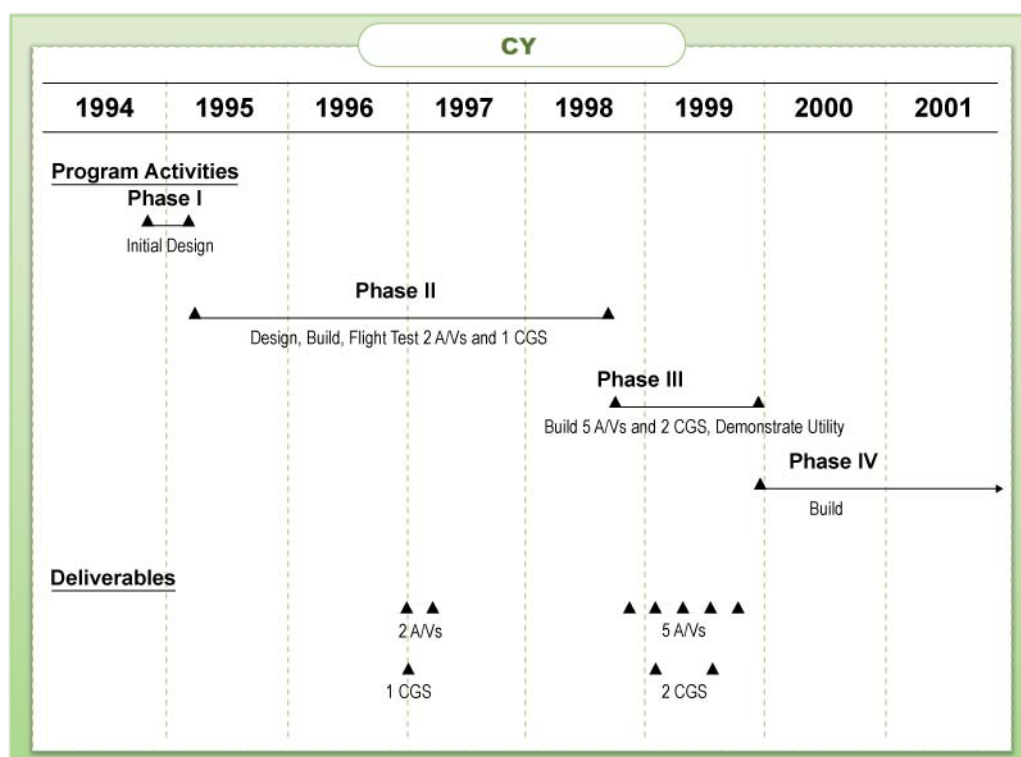 CY
1994 1995 1996 1997 1998 1999 2000 2001
Program Activities
Phase I
Initial Design
Phase II
Design, Build, Flight Test 2 A/Vs and 1 CGS
Phase III
Build 5 A/Vs and 2 CGS, Demonstrate Utility
Phase IV
Build
Deliverables
2 A/Vs 5 A/Vs
1 CGS 2 CGS